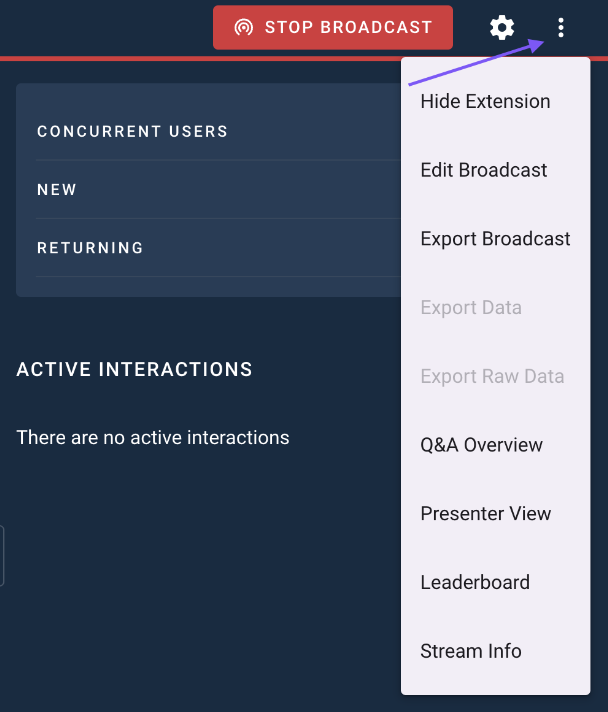 STOP BROADCAST
CONCURRENT USERS
NEW
RETURNING
ACTIVE INTERACTIONS
There are no active interactions
Hide Extension
Edit Broadcast
Export Broadcast
Export Data
Export Raw Data
Q&A Overview
Presenter View
Leaderboard
Stream Info